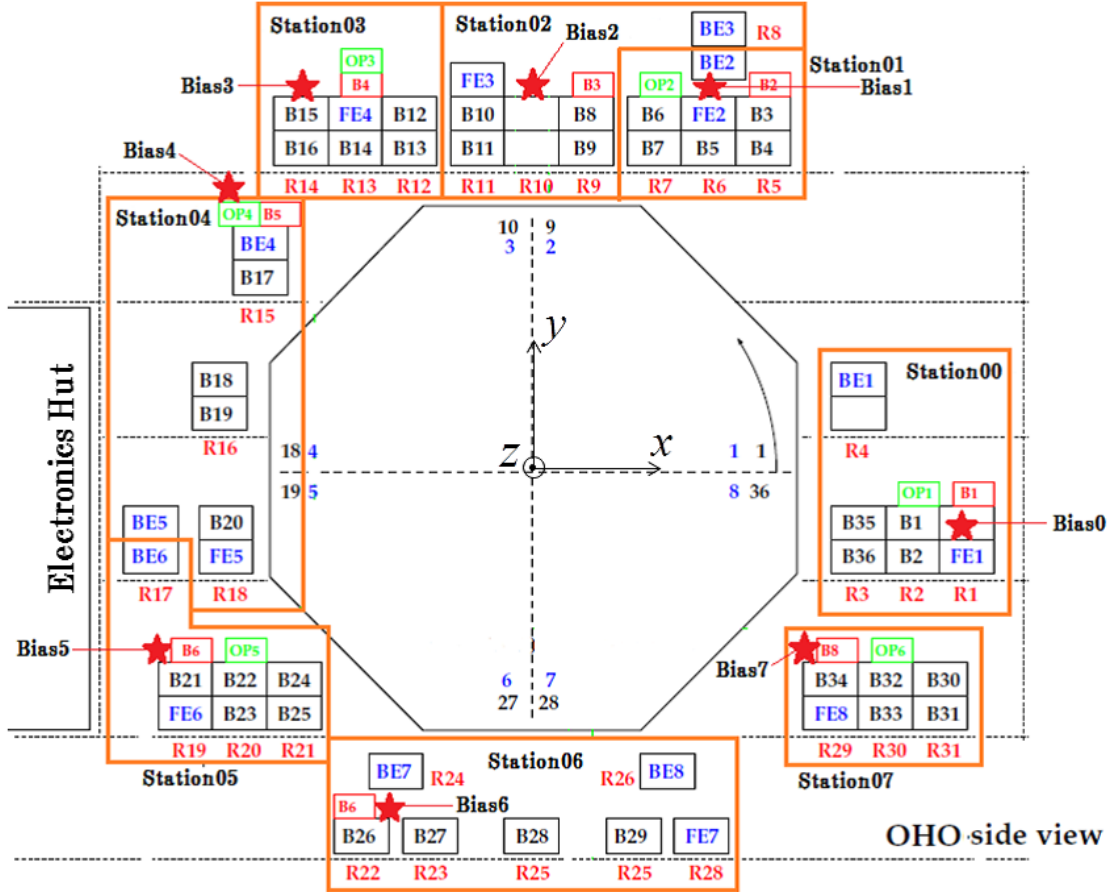 Station03
Station02
BE3
R8
OP3
Bias2
BE2
Station01
Bias3
B4
FE3
B3
OP2
B2
Bias1
B15
FE4
B12
B10
B8
B6
FE2
B3
B16
B14
B13
B11
B9
B7
B5
B4
Bias4
R14
R13
R12
R11
R10
R9
R7
R6
R5
Station04
OP4
B5
BE4
B17
10
9
3
2
R15
y
Electronics Hut
B18
B19
R16
Station00
BE1
R4
18
4
z
x
1
1
19
5
8
36
OP1
B1
BE5
B20
B35
B1
Bias0
BE6
FE5
B36
B2
FE1
R17
R18
R3
R2
R1
Bias5
B6
OP5
B8
OP6
Bias7
B21
B22
B24
6
7
B34
B32
B30
FE6
B23
B25
27
28
FE8
B33
B31
R19
R20
R21
R29
R30
R31
Station05
Station06
Station07
BE7
R24
R26
BE8
B6
Bias6
B26
B27
B28
B29
FE7
OHO side view
R22
R23
R25
R25
R28